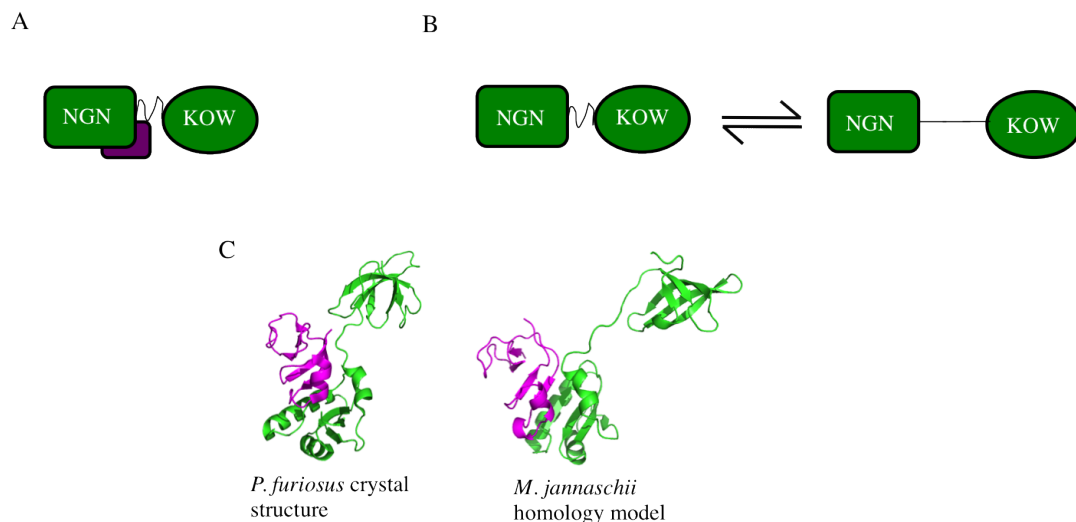 A
B
NGN
KOW
NGN
KOW
NGN
KOW
C
P. furiosus crystal
structure
M. jannaschii
homology model